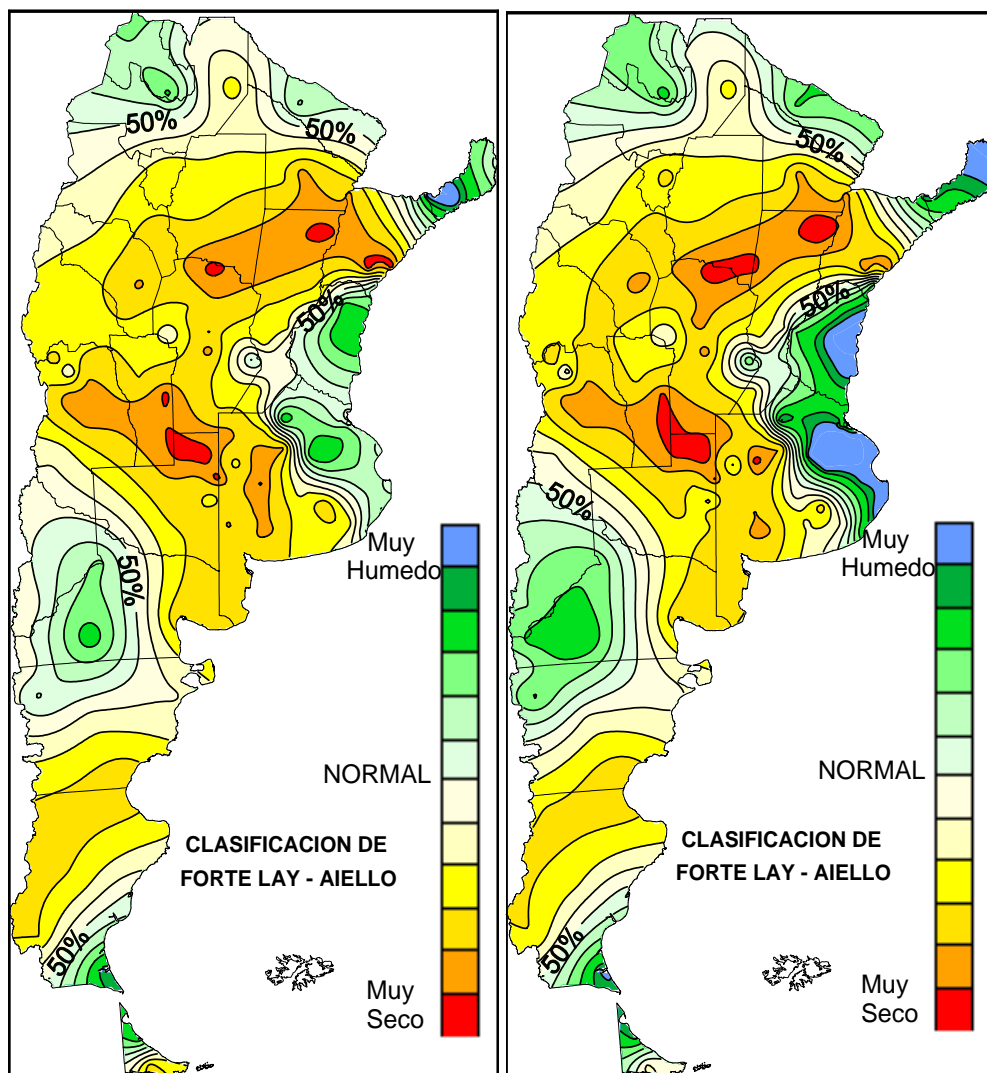 50%
50%
50%
50%
50%
Muy
Humedo
NORMAL
CLASIFICACION DE
FORTE LAY - AIELLO
Muy
Seco
50%
50%
50%
50%
Muy
Humedo
NORMAL
CLASIFICACION DE
FORTE LAY - AIELLO
Muy
Seco